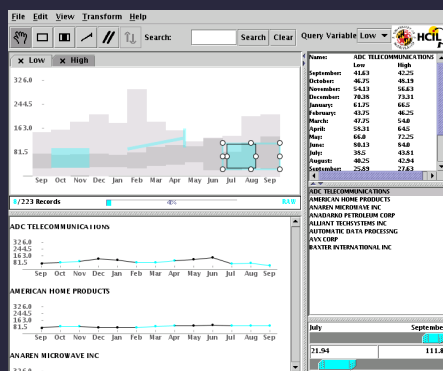 File Edit View Transform Help
Search: Search Clear Query Variable Low HCIL
Low High
326.0
244.5
163.0
81.5
Sep Oct Nov Dec Jan Feb Mar Apr May Jun Jul Aug Sep
8/223 Records 4% RAW
ADC TELECOMMUNICATIONS
326.0
244.5
163.0
81.5
Sep Oct Nov Dec Jan Feb Mar Apr May Jun Jul Aug Sep
AMERICAN HOME PRODUCTS
326.0
244.5
163.0
81.5
Sep Oct Nov Dec Jan Feb Mar Apr May Jun Jul Aug Sep
ANAREN MICROWAVE INC
Name: ADC TELECOMMUNICATIONS
Low High
September: 41.63 42.25
October: 46.75 48.19
November: 54.13 56.63
December: 70.38 73.31
January: 61.75 66.5
February: 43.75 46.25
March: 47.75 54.0
April: 58.31 64.5
May: 66.0 72.25
June: 80.13 84.0
July: 38.5 43.81
August: 40.25 42.94
September: 25.89 27.63
ADC TELECOMMUNICATIONS
AMERICAN HOME PRODUCTS
ANAREN MICROWAVE INC
ANADARKO PETROLEUM CORP
ALLIANT TECHSYSTEMS INC
AUTOMATIC DATA PROCESSNG
AVX CORP
BAXTER INTERNATIONAL INC
July Septembe
21.94 111.8